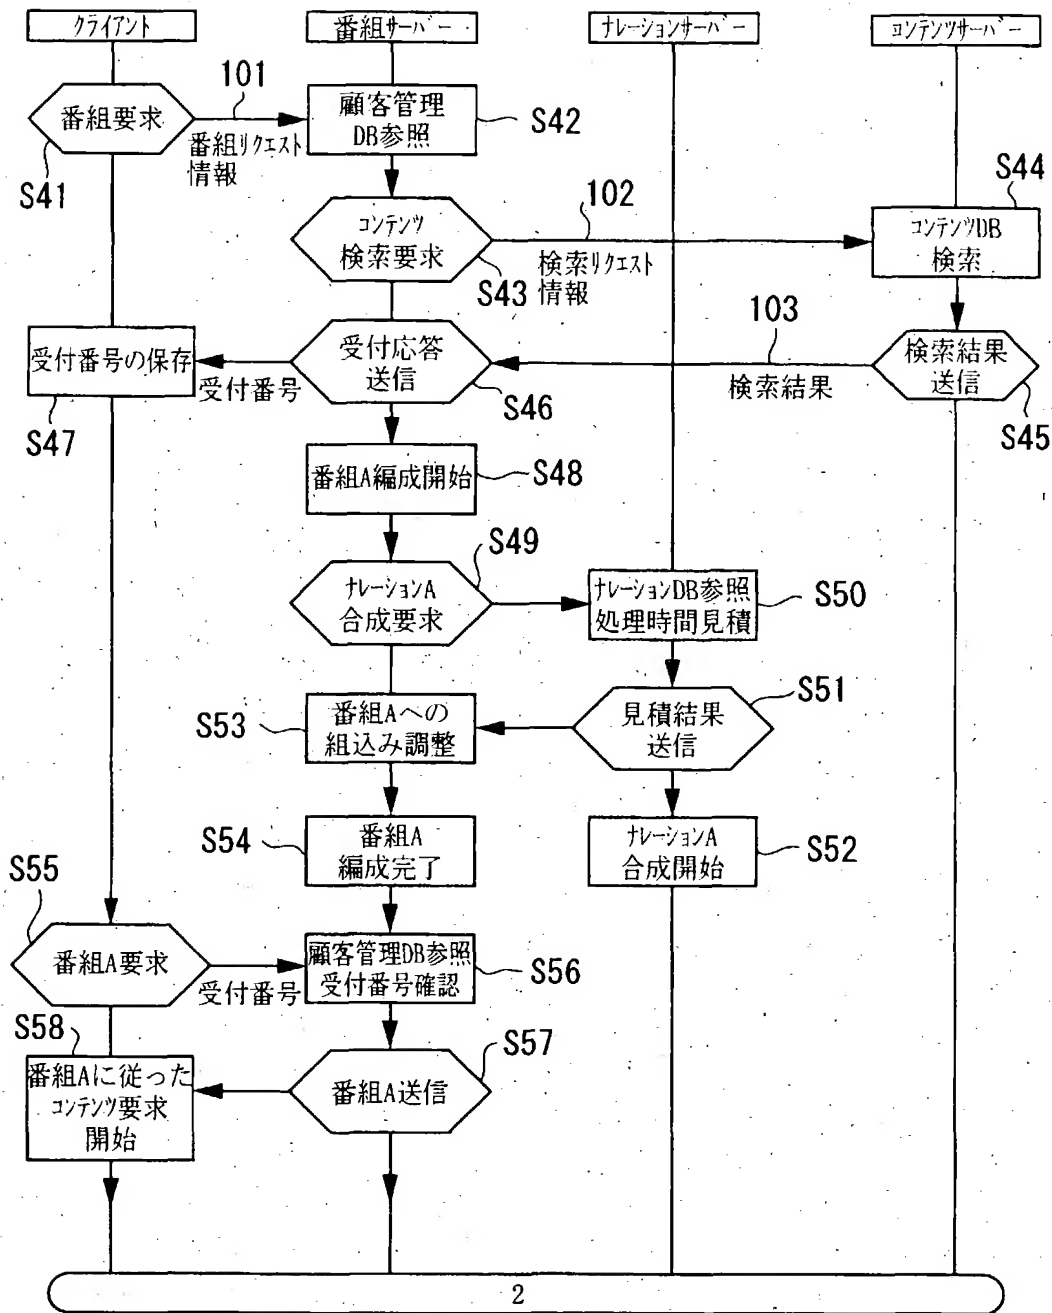 クライアント
番組サーバー
ナレーションサーバー
コンテンツサーバー
番組要求
101
番組リクエスト
情報
顧客管理
DB参照
S42
S41
コンテンツ
検索要求
S43
102
検索リクエスト
情報
S44
コンテンツDB
検索
受付番号の保存
受付番号
S47
受付応答
送信
S46
103
検索結果
検索結果
送信
S45
番組A編成開始
S48
ナレーションA
合成要求
S49
ナレーションDB参照
処理時間見積
S50
S53
番組Aへの
組込み調整
見積結果
送信
S51
S54
番組A
編成完了
ナレーションA
合成開始
S52
S55
番組A要求
受付番号
顧客管理DB参照
受付番号確認
S56
S58
番組Aに従った
コンテンツ要求
開始
番組A送信
S57
2